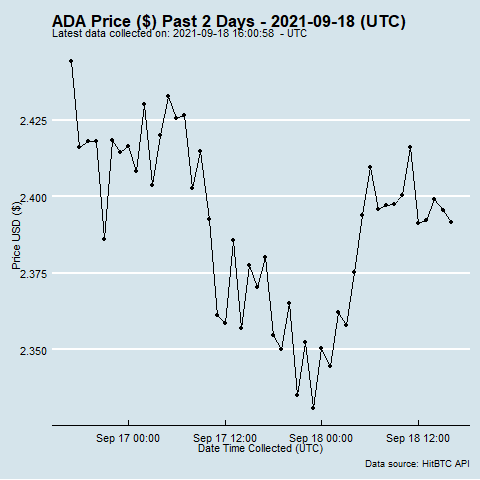 ADA Price ($) Past 2 Days - 2021-09-18 (UTC)
Latest data collected on: 2021-09-18 16:00:58 - UTC
2.425
2.400
2.375
2.350
Price USD ($)
Sep 17 00:00
Sep 17 12:00
Sep 18 00:00
Sep 18 12:00
Date Time Collected (UTC)
Data source: HitBTC API